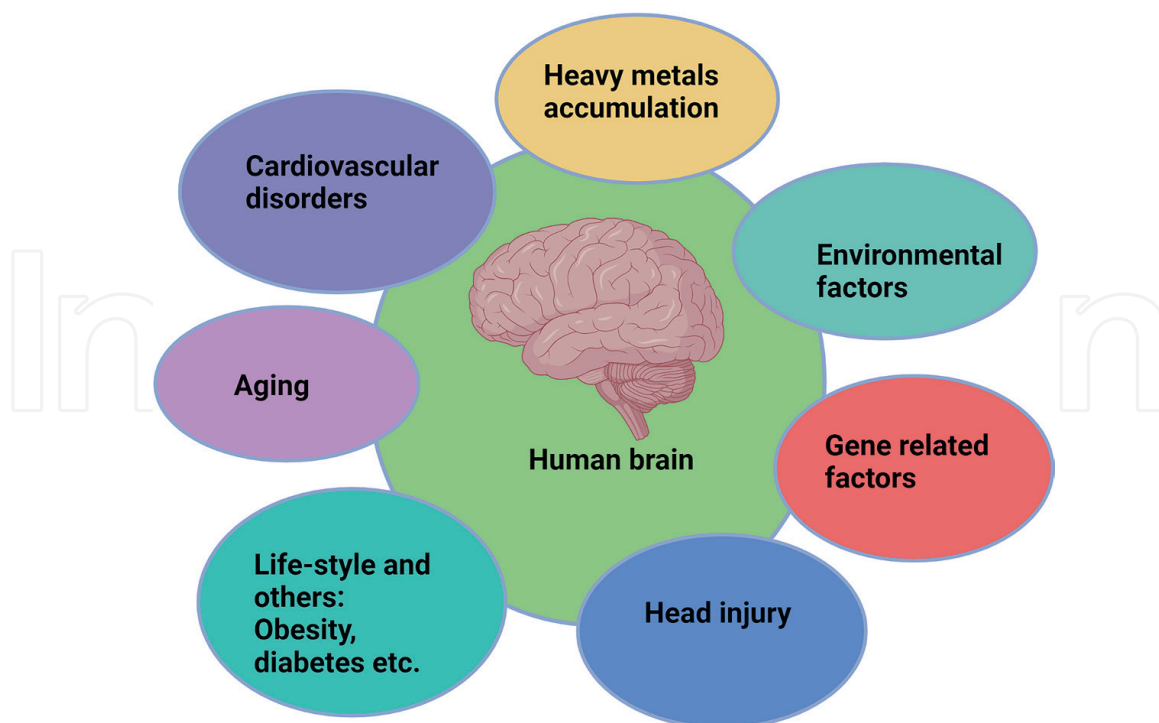 Heavy metals
accumulation
Cardiovascular
disorders
Environmental
factors
Aging
Gene related
factors
Human brain
Life-style and
others:
Obesity,
diabetes etc.
Head injury
In
n